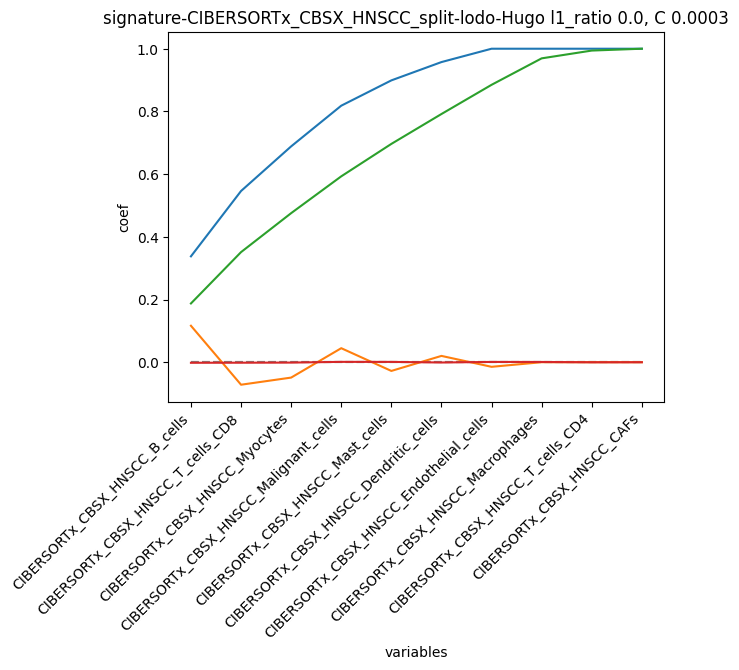 signature-CIBERSORTx_CBSX_HNSCC_split-lodo-Hugo l1_ratio 0.0, C 0.0003
1.0
0.8
0.6
0.4
0.2
0.0
coef
CIBERSORTx_CBSX_HNSCC_B_cells
CIBERSORTx_CBSX_HNSCC_T_cells_CD8
CIBERSORTx_CBSX_HNSCC_Myocytes
CIBERSORTx_CBSX_HNSCC_Malignant_cells
CIBERSORTx_CBSX_HNSCC_Mast_cells
CIBERSORTx_CBSX_HNSCC_Dendritic_cells
CIBERSORTx_CBSX_HNSCC_Endothelial_cells
CIBERSORTx_CBSX_HNSCC_Macrophages
CIBERSORTx_CBSX_HNSCC_T_cells_CD4
CIBERSORTx_CBSX_HNSCC_CAFs
variables